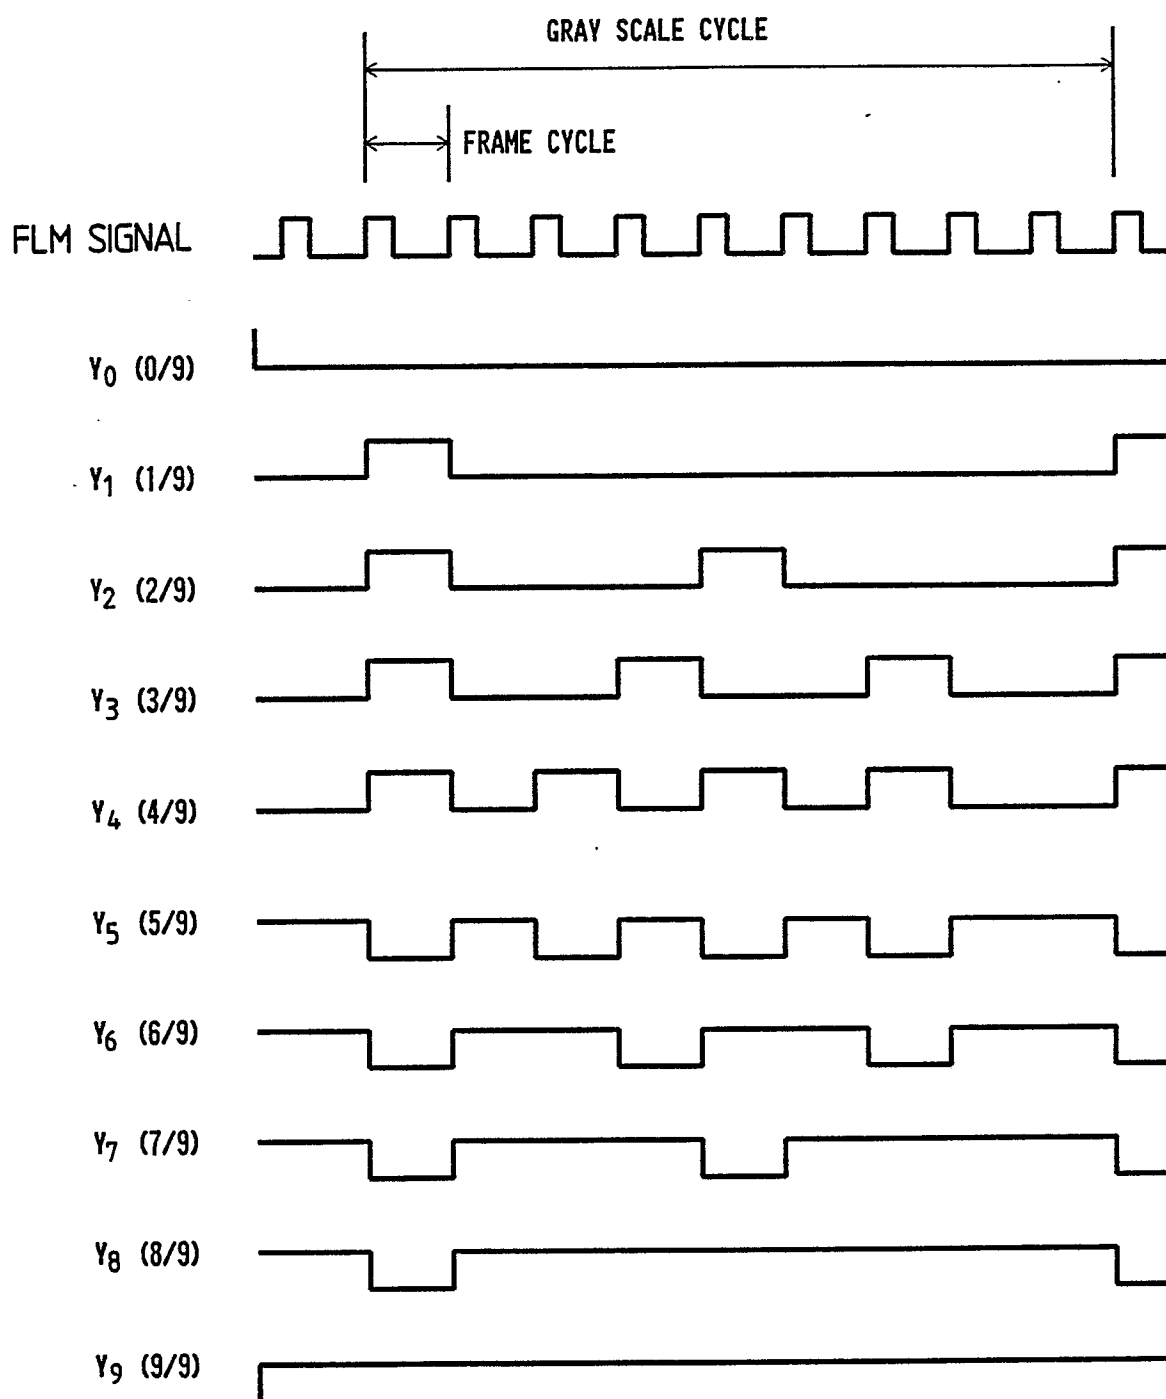 GRAY SCALE CYCLE
FRAME CYCLE
FLM SIGNAL
Y0 (0/9)
Y1 (1/9)
Y2 (2/9)
Y3 (3/9)
Y4 (4/9)
Y5 (5/9)
Y6 (6/9)
Y7 (7/9)
Y8 (8/9)
Y9 (9/9)